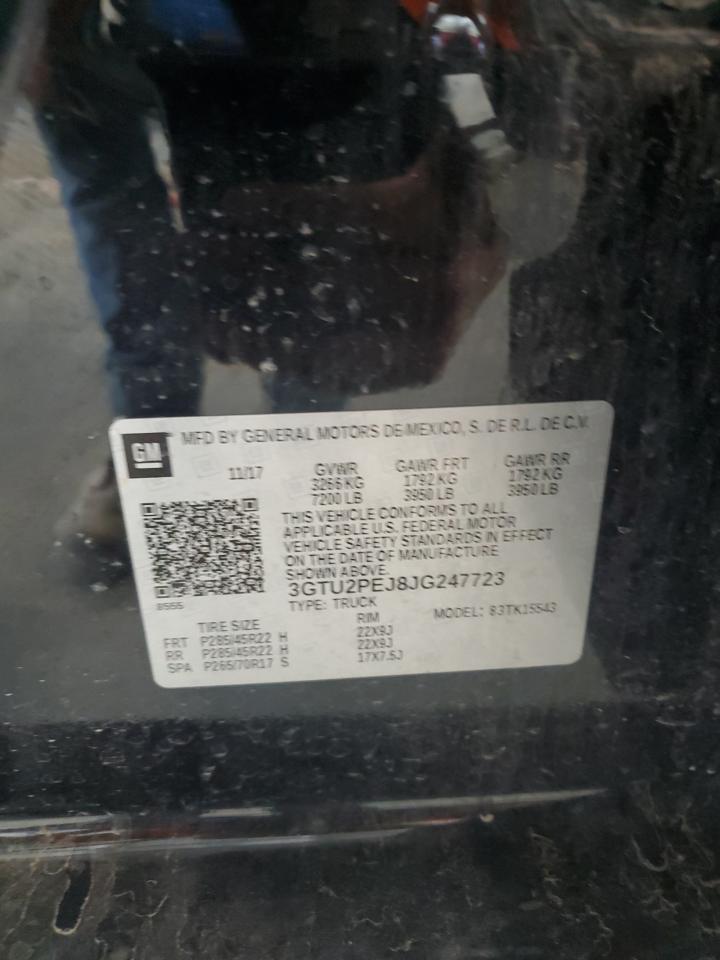 GM
MFD BY GENERAL MOTORS DE MEXICO, S. DE R.L. DE C.V.
11/17 GVWR GAWR FRT GAWR RR
3266 KG 1792 KG 1792 KG
7200 LB 3950 LB 3950 LB
THIS VEHICLE CONFORMS TO ALL
APPLICABLE U.S. FEDERAL MOTOR
VEHICLE SAFETY STANDARDS IN EFFECT
ON THE DATE OF MANUFACTURE
SHOWN ABOVE.
3GTU2PEJ8JG247723
8555 TYPE: TRUCK MODEL: 83TK15543
TIRE SIZE RIM
FRT P285/45R22 H 22X9J
RR P285/45R22 H 22X9J
SPA P265/70R17 S 17X7.5J